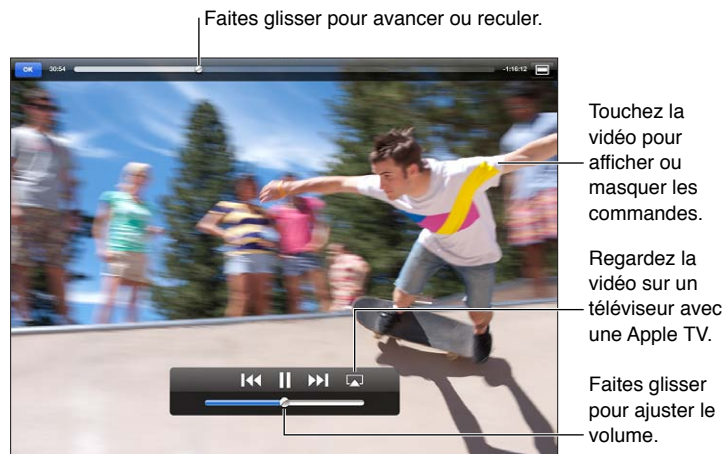 Faites glisser pour avancer ou reculer.
OK 30:54 -1:16:12
Touchez la
vidéo pour
afficher ou
masquer les
commandes.
Regardez la
vidéo sur un
téléviseur avec
une Apple TV.
Faites glisser
pour ajuster le
volume.